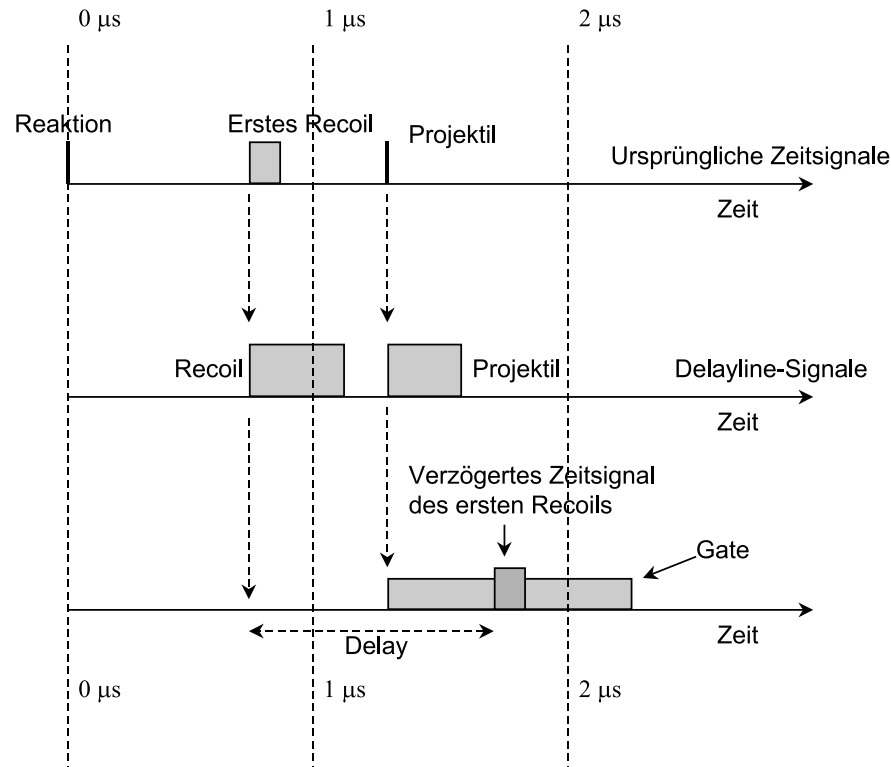 0 μs 1 μs 2 μs
Reaktion Erstes Recoil Projektil
Ursprüngliche Zeitsignale
Zeit
Recoil Projektil Delayline-Signale
Zeit
Verzögertes Zeitsignal
des ersten Recoils
Gate
Zeit
Delay
0 μs 1 μs 2 μs